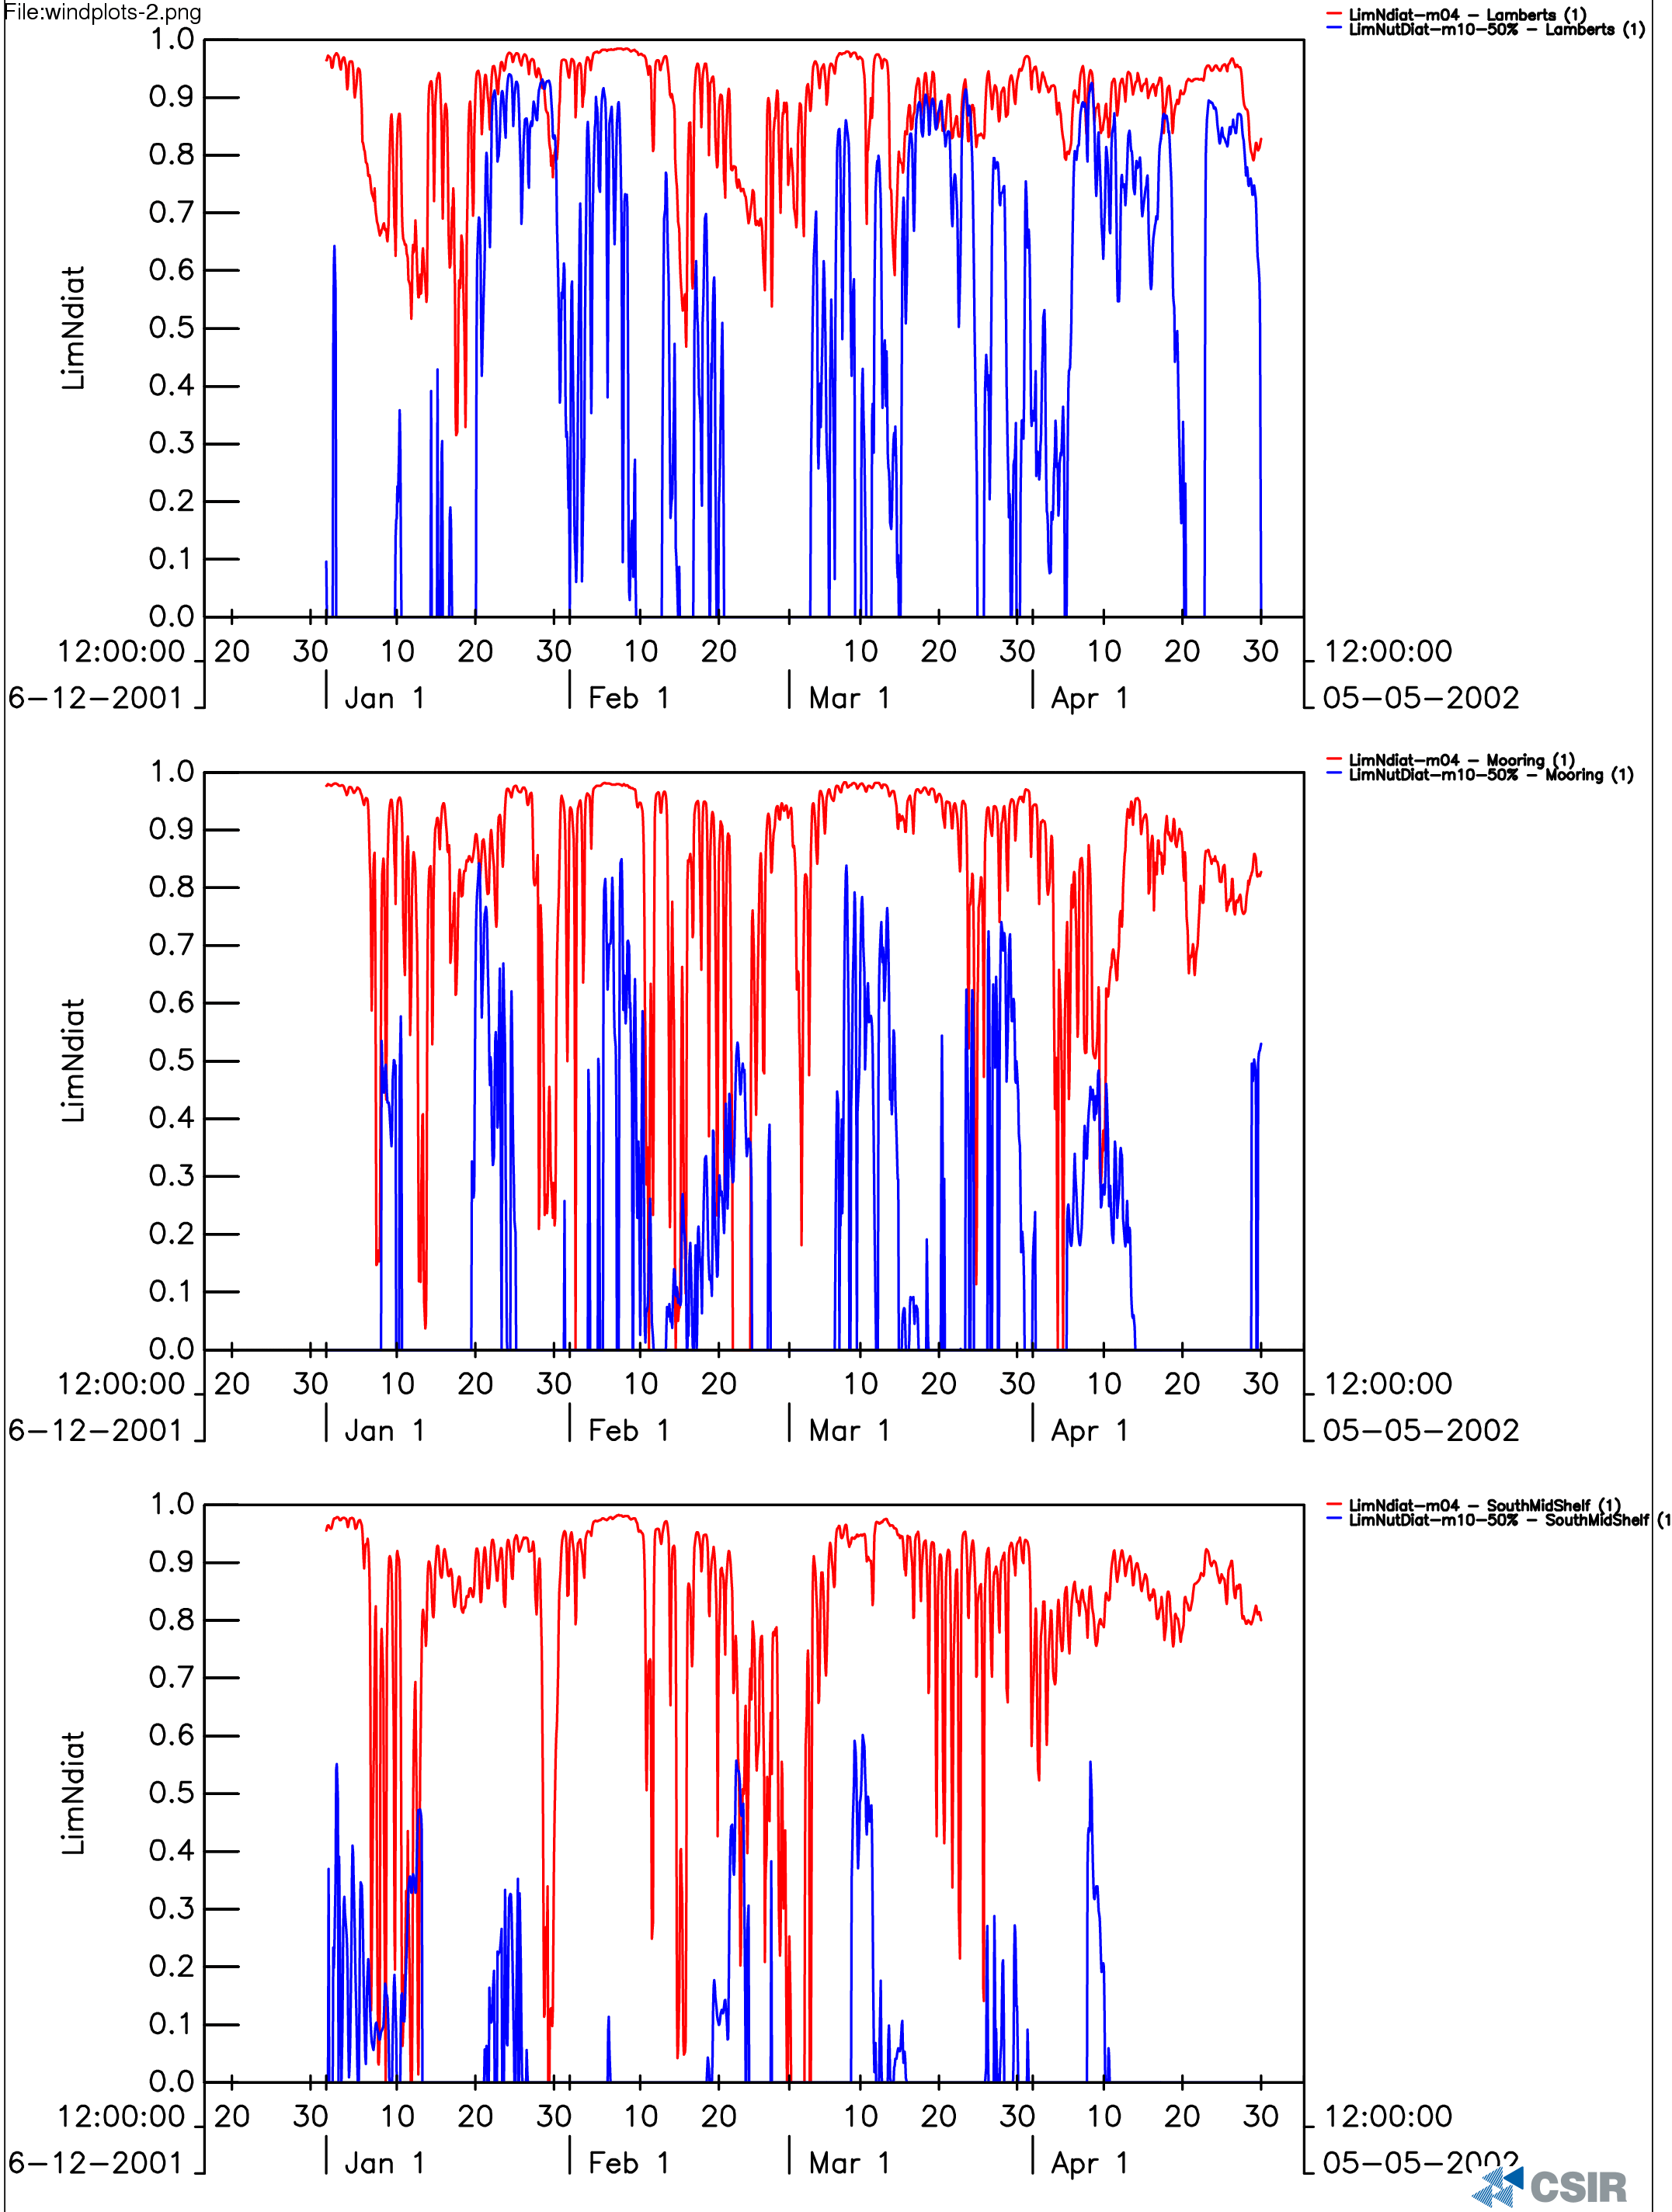 File:windplots-2.png
LimNdiat-m04 - Lamberts (1)
LimNutDiat-m10-50% - Lamberts (1)
1.0
0.9
0.8
0.7
0.6
0.5
0.4
0.3
0.2
0.1
0.0
LimNdiat
12:00:00 20 30 10 20 30 10 20 10 20 30 10 20 30 12:00:00
6-12-2001 Jan 1 Feb 1 Mar 1 Apr 1 05-05-2002
LimNdiat-m04 - Mooring (1)
LimNutDiat-m10-50% - Mooring (1)
1.0
0.9
0.8
0.7
0.6
0.5
0.4
0.3
0.2
0.1
0.0
LimNdiat
12:00:00 20 30 10 20 30 10 20 10 20 30 10 20 30 12:00:00
6-12-2001 Jan 1 Feb 1 Mar 1 Apr 1 05-05-2002
LimNdiat-m04 - SouthMidShelf (1)
LimNutDiat-m10-50% - SouthMidShelf (1
1.0
0.9
0.8
0.7
0.6
0.5
0.4
0.3
0.2
0.1
0.0
LimNdiat
12:00:00 20 30 10 20 30 10 20 10 20 30 10 20 30 12:00:00
6-12-2001 Jan 1 Feb 1 Mar 1 Apr 1 05-05-2002
CSIR